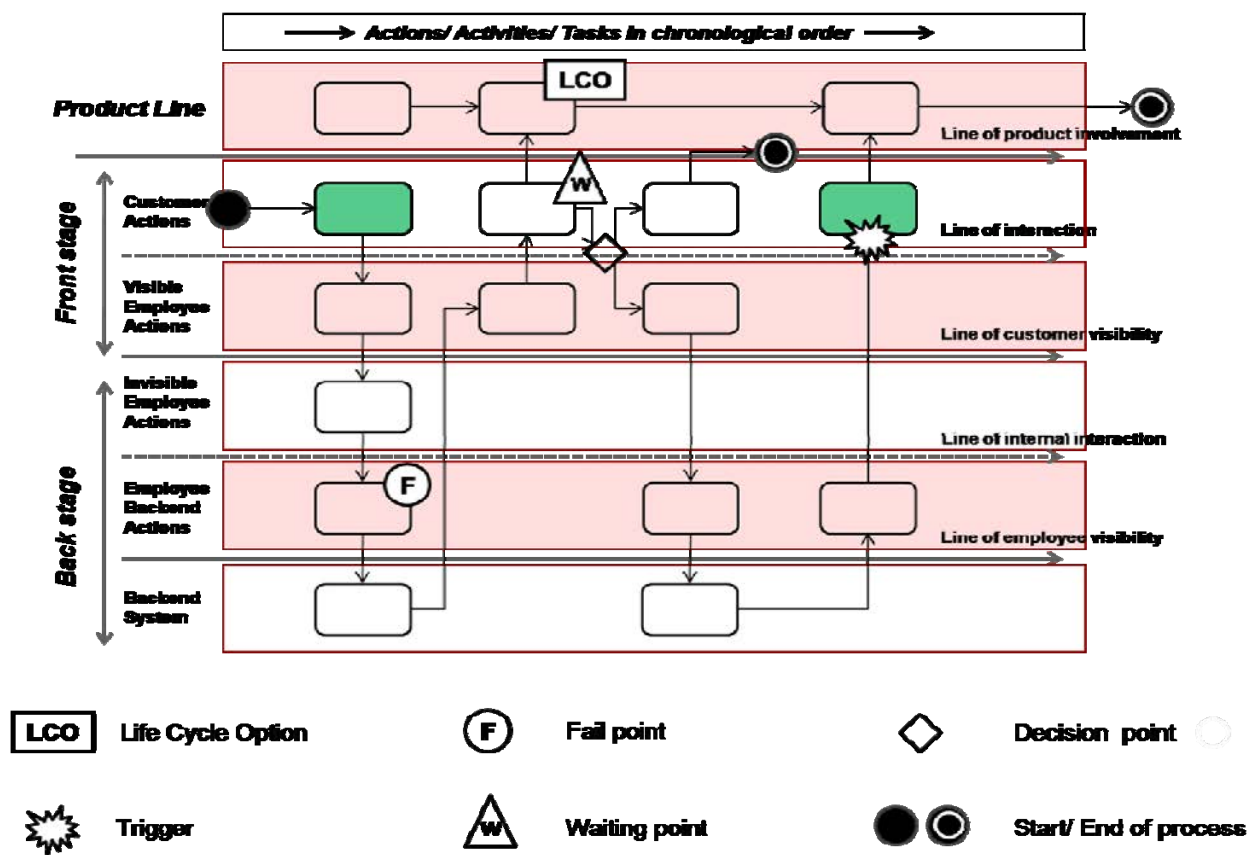 Actions/ Activities/ Tasks in chronological order
LCO
Product Line
Line of product involvement
W
Customer
Actions
Line of interaction
Front stage
Visible
Employee
Actions
Line of customer visibility
Invisible
Employee
Actions
Line of internal interaction
Back stage
F
Employee
Backend
Actions
Line of employee visibility
Backend
System
LCO Life Cycle Option
F Fail point
Decision point
Trigger
W Waiting point
Start/ End of process